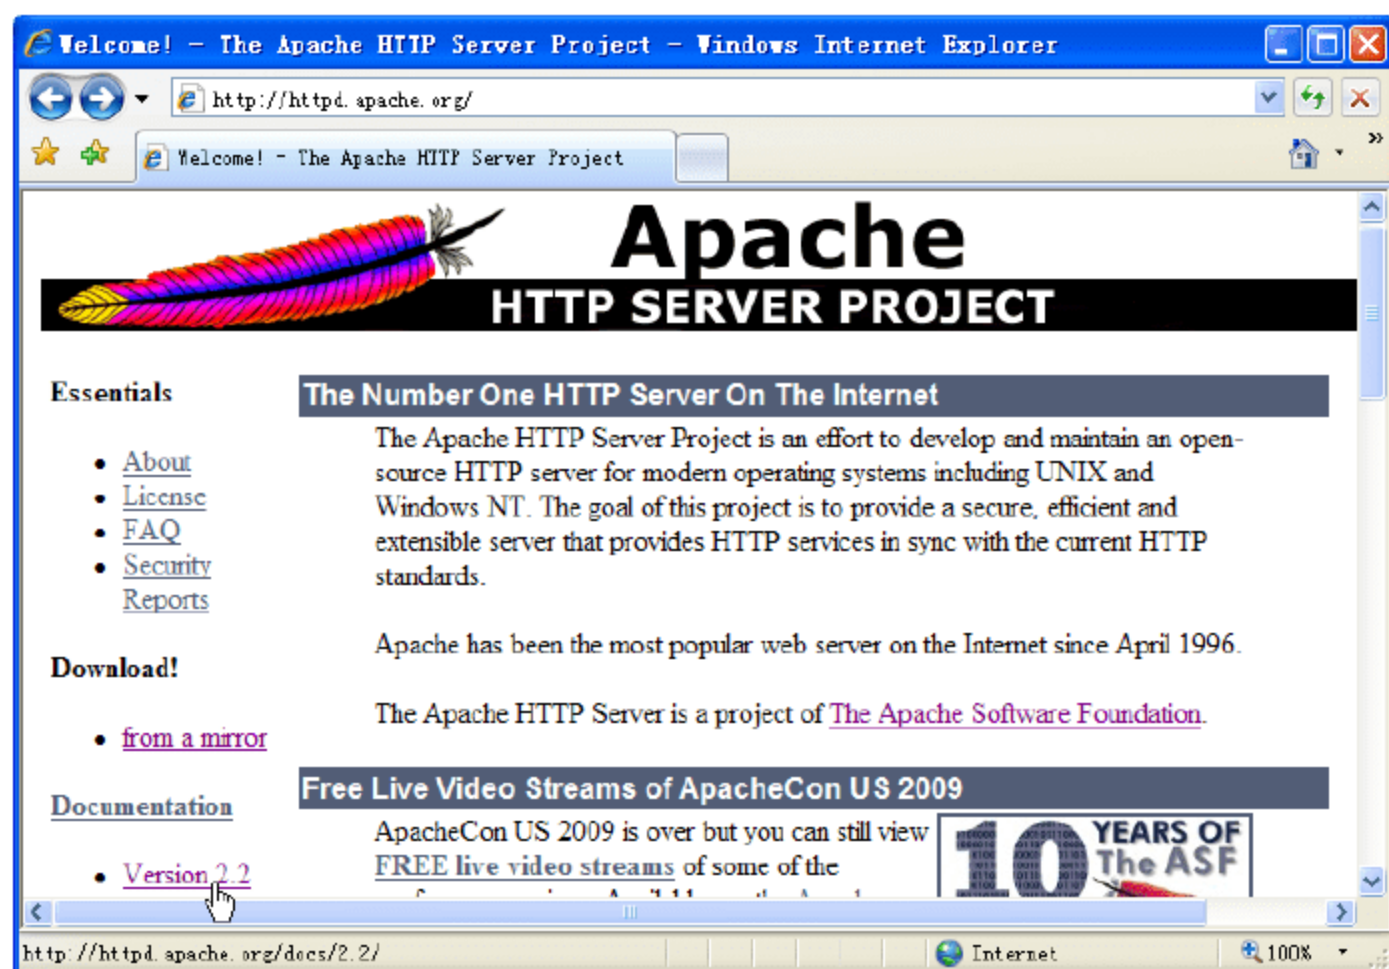 Welcome! - The Apache HTTP Server Project - Windows Internet Explorer
http://httpd.apache.org/
Welcome! - The Apache HTTP Server Project
Apache
HTTP SERVER PROJECT
Essentials
About
License
FAQ
Security
Reports
Download!
from a mirror
Documentation
Version 2.2
The Number One HTTP Server On The Internet
The Apache HTTP Server Project is an effort to develop and maintain an open-
source HTTP server for modern operating systems including UNIX and
Windows NT. The goal of this project is to provide a secure, efficient and
extensible server that provides HTTP services in sync with the current HTTP
standards.
Apache has been the most popular web server on the Internet since April 1996.
The Apache HTTP Server is a project of The Apache Software Foundation.
Free Live Video Streams of ApacheCon US 2009
ApacheCon US 2009 is over but you can still view
FREE live video streams of some of the
10 YEARS OF
The ASF
http://httpd.apache.org/docs/2.2/
Internet
100%